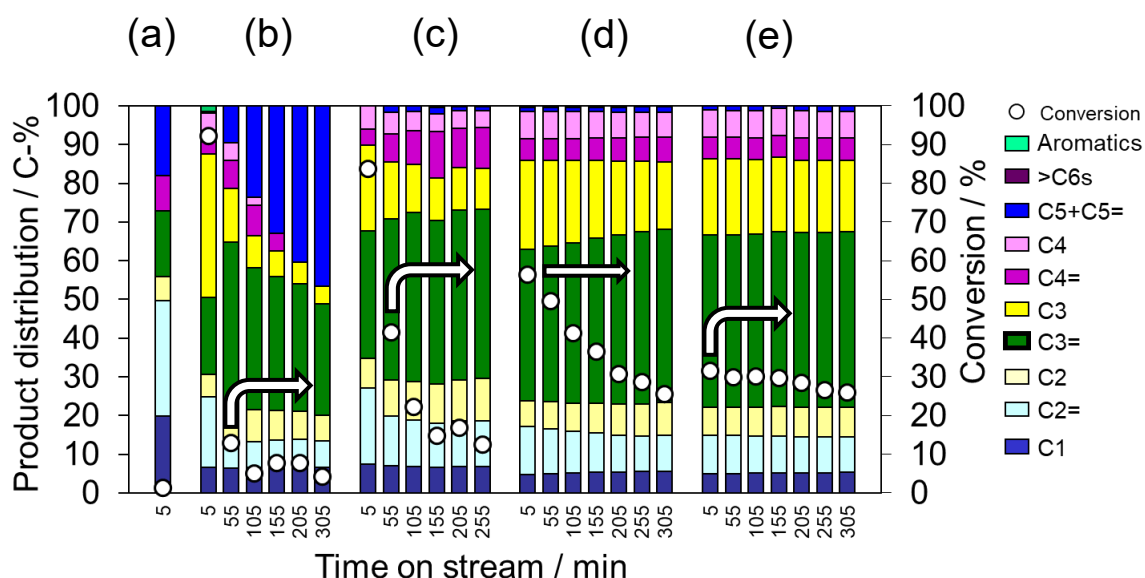 (a) (b) (c) (d) (e)
Product distribution / C-%
100
90
80
70
60
50
40
30
20
10
0
100
90
80
70
60
50
40
30
20
10
0
Conversion / %
Conversion
Aromatics
>C6s
C5+C5=
C4
C4=
C3
C3=
C2
C2=
C1
5 5 55 105 155 205 305 5 55 105 155 205 255 5 55 105 155 205 255 305 5 55 105 155 205 255 305
Time on stream / min